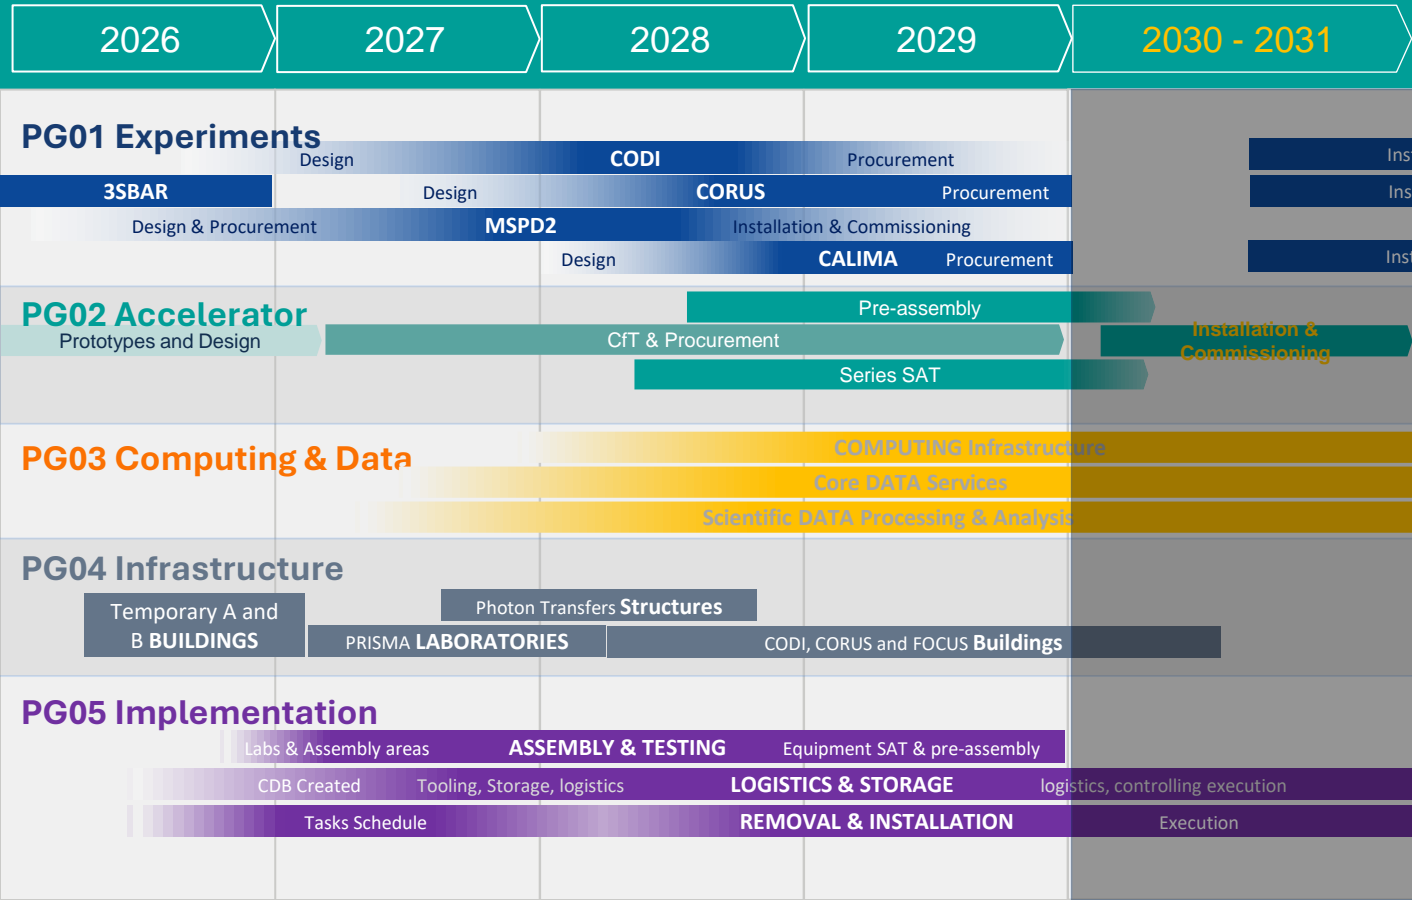 2026 2027 2028 2029 2030 - 2031
PG01 Experiments
Design CODI Procurement
3SBAR Design CORUS Procurement
Design & Procurement MSPD2 Installation & Commissioning
Design CALIMA Procurement
Ins
Ins
Inst
PG02 Accelerator
Pre-assembly
Prototypes and Design CfT & Procurement
Installation &
Commissioning
Series SAT
PG03 Computing & Data
COMPUTING Infrastructure
Core DATA Services
Scientific DATA Processing & Analysis
PG04 Infrastructure
Temporary A and
B BUILDINGS
Photon Transfers Structures
PRISMA LABORATORIES CODI, CORUS and FOCUS Buildings
PG05 Implementation
Labs & Assembly areas ASSEMBLY & TESTING Equipment SAT & pre-assembly
CDB Created Tooling, Storage, logistics LOGISTICS & STORAGE logistics, controlling execution
Tasks Schedule REMOVAL & INSTALLATION Execution